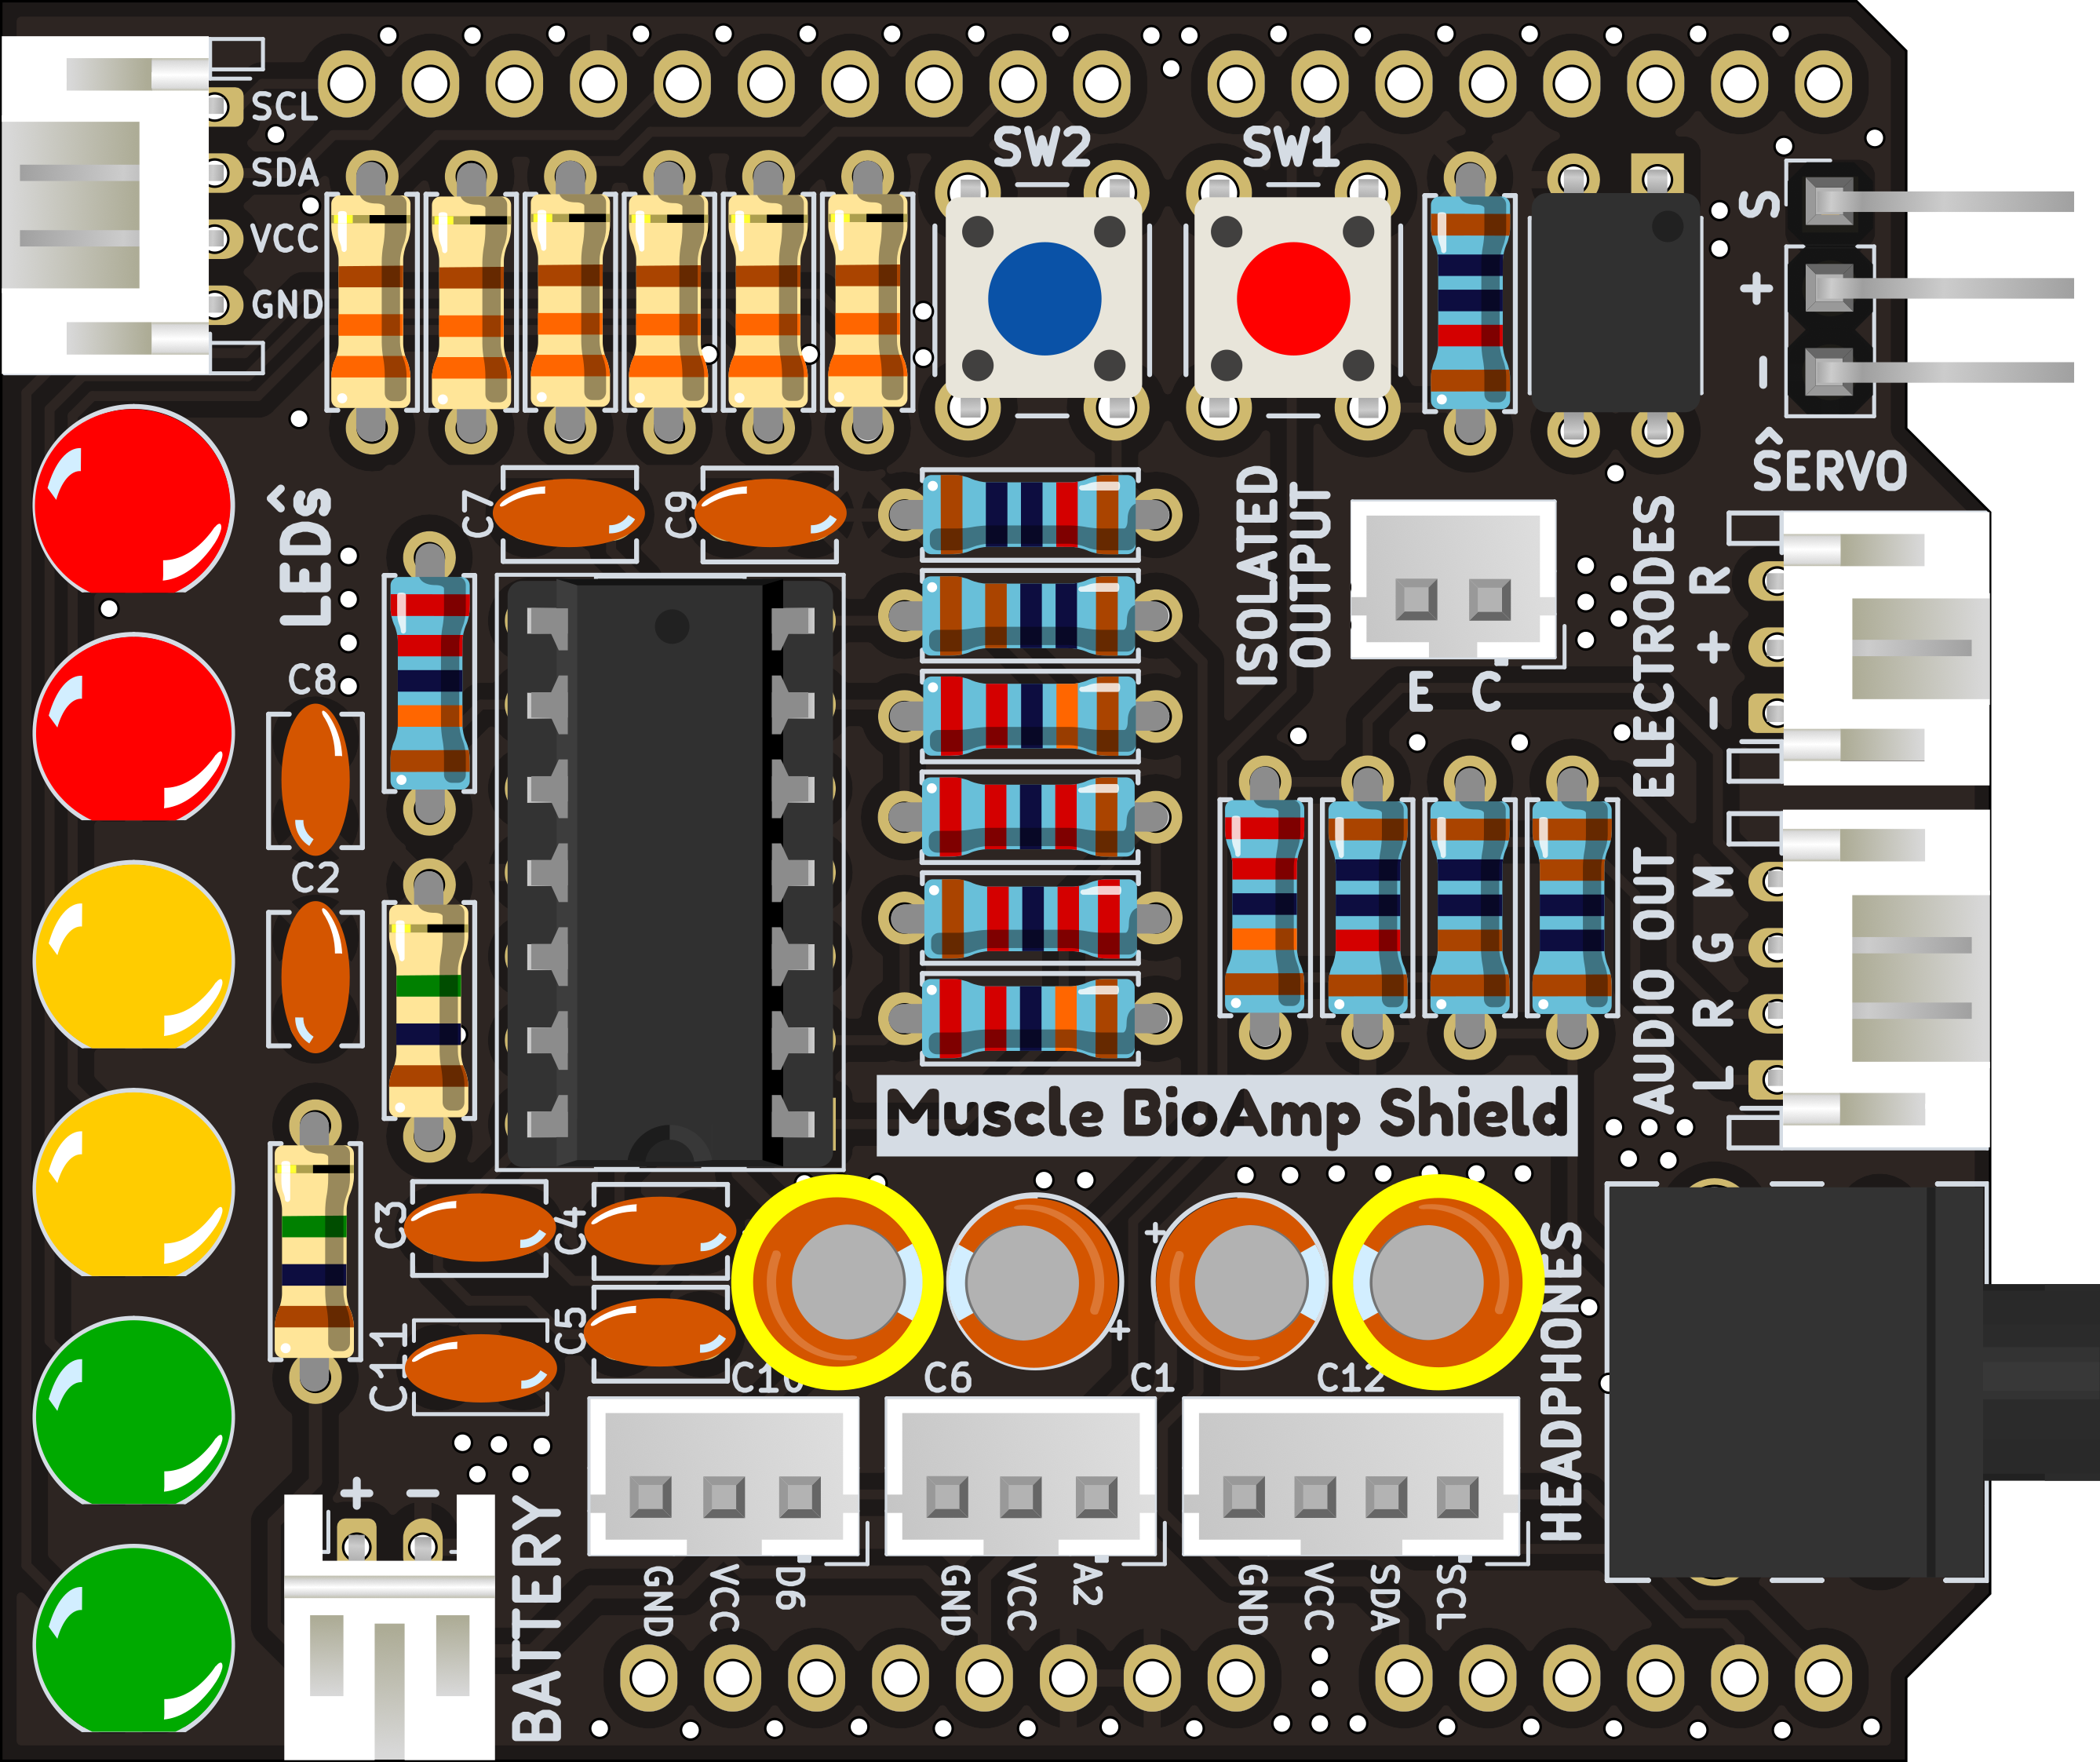 SCL
SDA
VCC
GND
SW2
SW1
S
+
-
SERVO
LEDs
C7
C9
ISOLATED
OUTPUT
E C
ELECTRODES
- + R
C8
C2
AUDIO OUT
L R G M
Muscle BioAmp Shield
C3
C4
C5
C11
+
+
C10
C6
C1
C12
HEADPHONES
+ -
BATTERY
GND
VCC
D6
GND
VCC
A2
GND
VCC
SDA
SCL